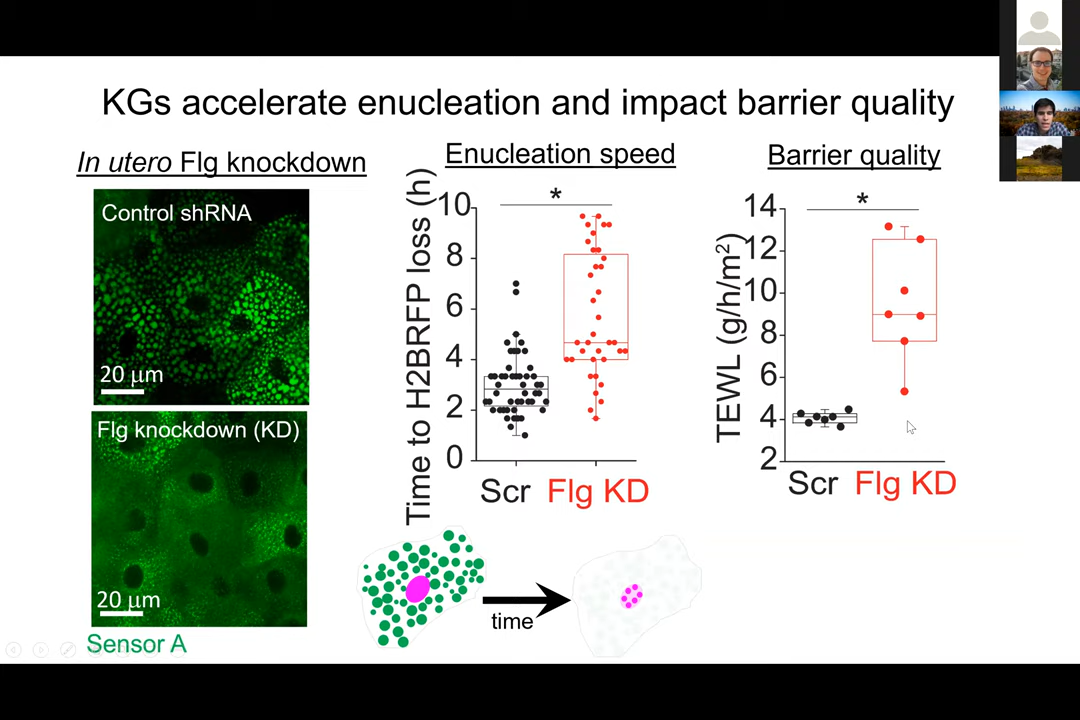 KGs accelerate enucleation and impact barrier quality
In utero Flg knockdown
Control shRNA
20 µm
Flg knockdown (KD)
20 µm
Sensor A
Enucleation speed
Time to H2BRFP loss (h)
*
10
8
6
4
2
0
Scr
Flg KD
time
Barrier quality
TEWL (g/h/m²)
*
14
12
10
8
6
4
2
Scr
Flg KD